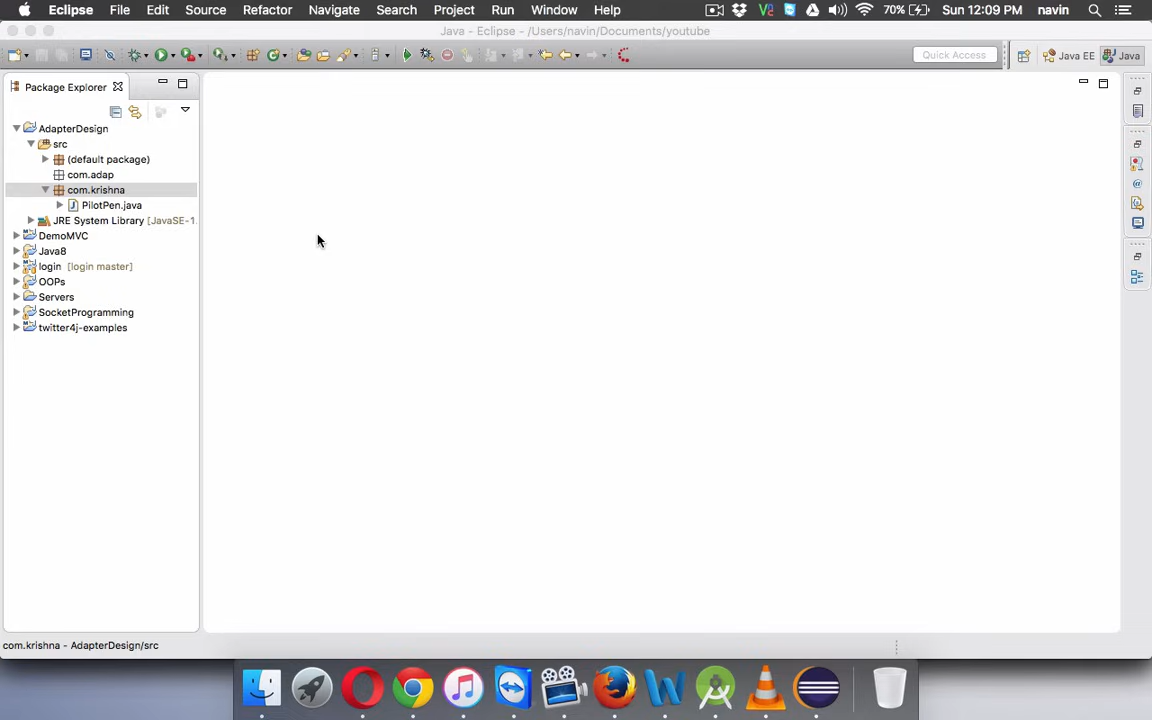 Eclipse File Edit Source Refactor Navigate Search Project Run Window Help 70% Sun 12:09 PM navin
Java - Eclipse - /Users/navin/Documents/youtube
Quick Access Java EE Java
Package Explorer
AdapterDesign
src
(default package)
com.adap
com.krishna
PilotPen.java
JRE System Library [JavaSE-1.
DemoMVC
Java8
login [login master]
OOPs
Servers
SocketProgramming
twitter4j-examples
com.krishna - AdapterDesign/src